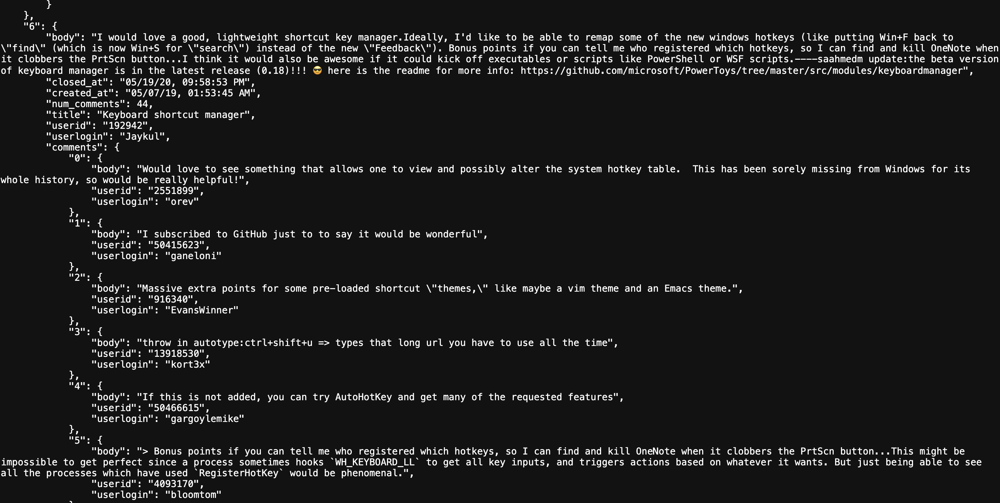 }
    },
    "6": {
        "body": "I would love a good, lightweight shortcut key manager.Ideally, I'd like to be able to remap some of the new windows hotkeys (like putting Win+F back to
\"find\" (which is now Win+S for \"search\") instead of the new \"Feedback\"). Bonus points if you can tell me who registered which hotkeys, so I can find and kill OneNote when
it clobbers the PrtScn button...I think it would also be awesome if it could kick off executables or scripts like PowerShell or WSF scripts.----saahmedm update:the beta version
of keyboard manager is in the latest release (0.18)!!! 😎 here is the readme for more info: https://github.com/microsoft/PowerToys/tree/master/src/modules/keyboardmanager",
        "closed_at": "05/19/20, 09:58:53 PM",
        "created_at": "05/07/19, 01:53:45 AM",
        "num_comments": 44,
        "title": "Keyboard shortcut manager",
        "userid": "192942",
        "userlogin": "Jaykul",
        "comments": {
            "0": {
                "body": "Would love to see something that allows one to view and possibly alter the system hotkey table.  This has been sorely missing from Windows for its
whole history, so would be really helpful!",
                "userid": "2551899",
                "userlogin": "orev"
            },
            "1": {
                "body": "I subscribed to GitHub just to to say it would be wonderful",
                "userid": "50415623",
                "userlogin": "ganeloni"
            },
            "2": {
                "body": "Massive extra points for some pre-loaded shortcut \"themes,\" like maybe a vim theme and an Emacs theme.",
                "userid": "916340",
                "userlogin": "EvansWinner"
            },
            "3": {
                "body": "throw in autotype:ctrl+shift+u => types that long url you have to use all the time",
                "userid": "13918530",
                "userlogin": "kort3x"
            },
            "4": {
                "body": "If this is not added, you can try AutoHotKey and get many of the requested features",
                "userid": "50466615",
                "userlogin": "gargoylemike"
            },
            "5": {
                "body": "> Bonus points if you can tell me who registered which hotkeys, so I can find and kill OneNote when it clobbers the PrtScn button...This might be
impossible to get perfect since a process sometimes hooks `WH_KEYBOARD_LL` to get all key inputs, and triggers actions based on whatever it wants. But just being able to see
all the processes which have used `RegisterHotKey` would be phenomenal.",
                "userid": "4093170",
                "userlogin": "bloomtom"
            }